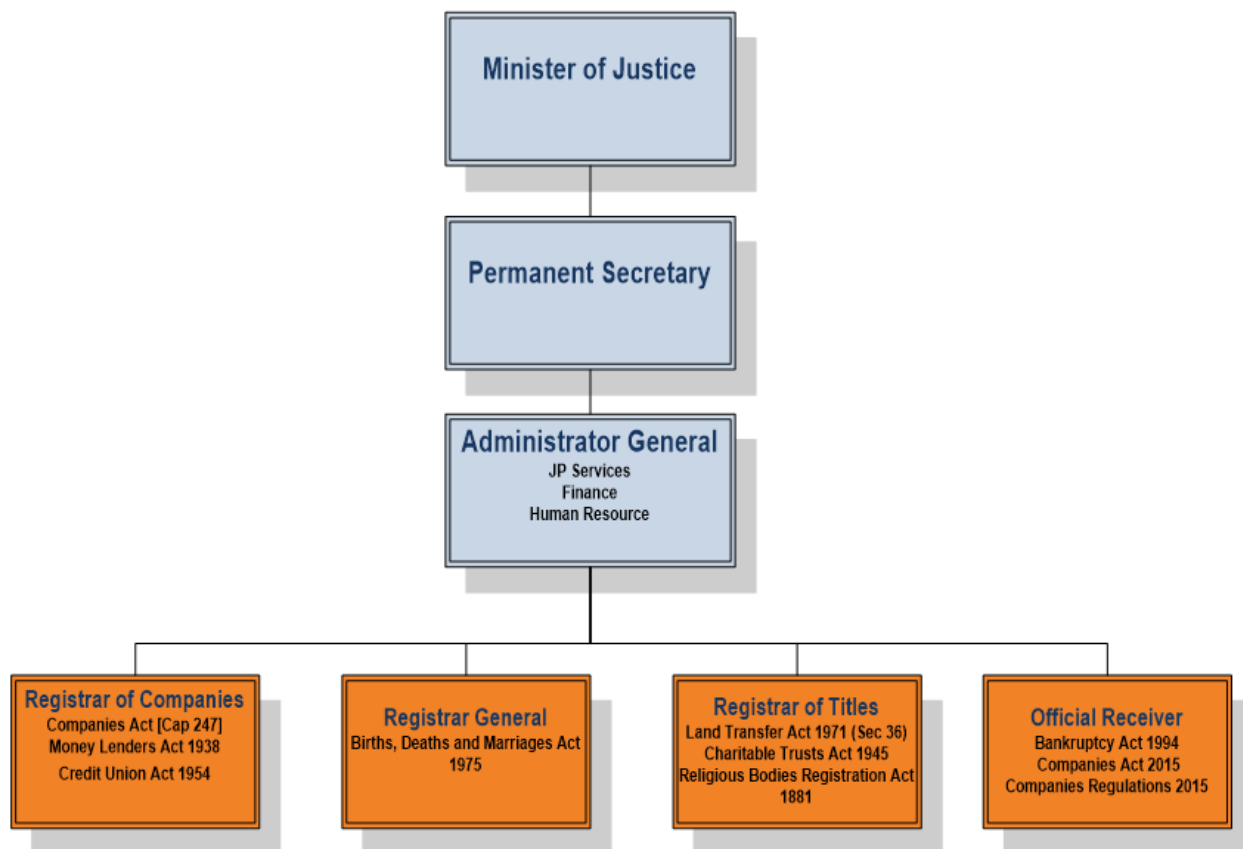 Minister of Justice
Permanent Secretary
Administrator General
JP Services
Finance
Human Resource
Registrar of Companies
Companies Act [Cap 247]
Money Lenders Act 1938
Credit Union Act 1954
Registrar General
Births, Deaths and Marriages Act
1975
Registrar of Titles
Land Transfer Act 1971 (Sec 36)
Charitable Trusts Act 1945
Religious Bodies Registration Act
1881
Official Receiver
Bankruptcy Act 1994
Companies Act 2015
Companies Regulations 2015